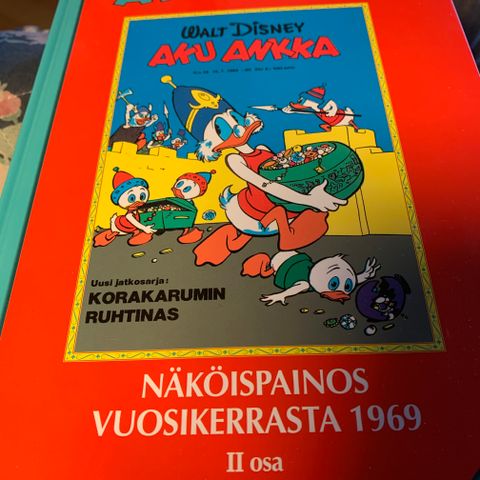 WALT DISNEY
AKU ANKKA
Uusi jatkosarja:
KORAKARUMIN
RUHTINAS
NÄKÖISPAINOS
VUOSIKERRASTA 1969
II osa